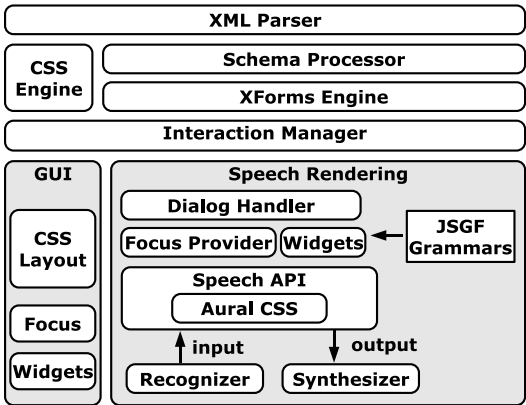 XML Parser
CSS
Engine
Schema Processor
XForms Engine
Interaction Manager
GUI
CSS
Layout
Focus
Widgets
Speech Rendering
Dialog Handler
Focus Provider
Widgets
JSGF
Grammars
Speech API
Aural CSS
input
output
Recognizer
Synthesizer